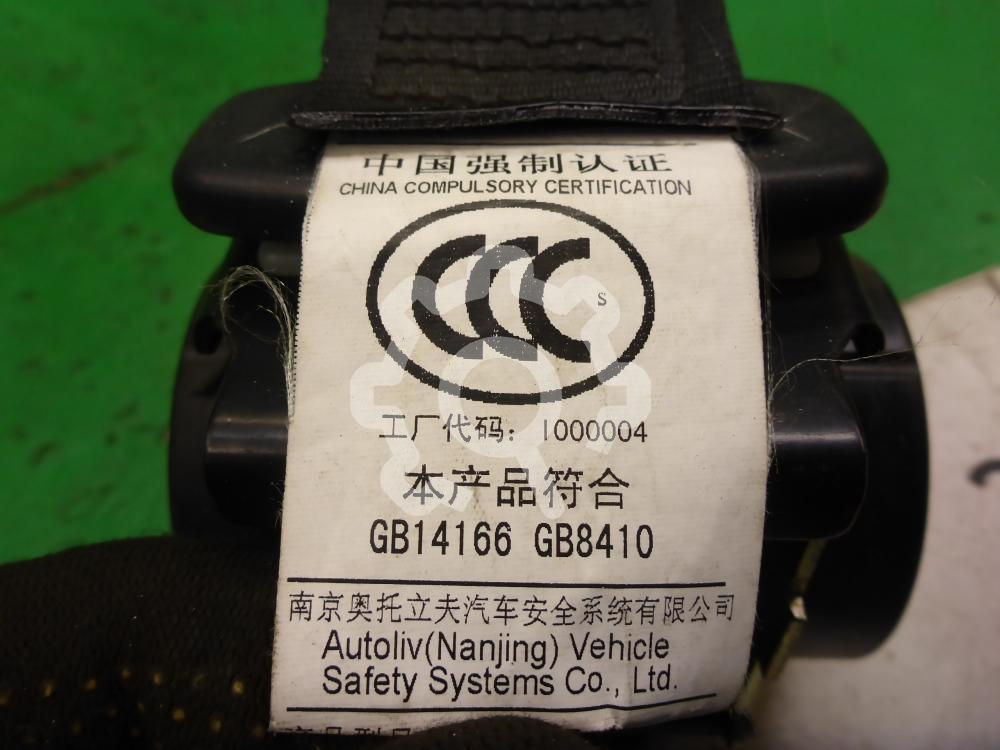 中国强制认证
CHINA COMPULSORY CERTIFICATION
CCC
S
工厂代码：1000004
本产品符合
GB14166 GB8410
南京奥托立夫汽车安全系统有限公司
Autoliv(Nanjing) Vehicle
Safety Systems Co., Ltd.